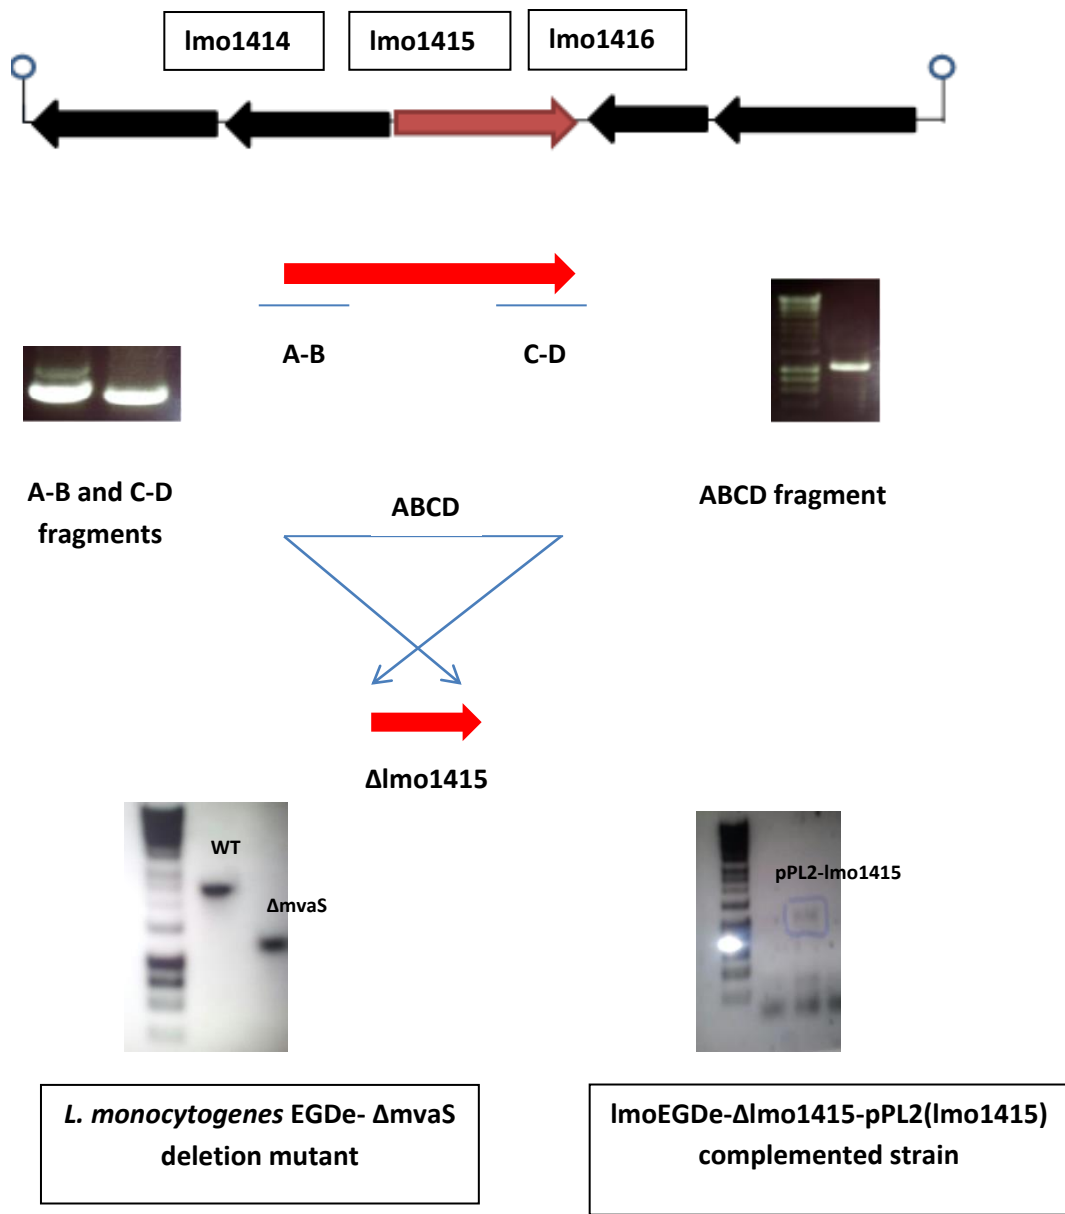 lmo1414
lmo1415
lmo1416
A-B
C-D
A-B and C-D
fragments
ABCD
ABCD fragment
Δlmo1415
WT
ΔmvaS
pPL2-lmo1415
L. monocytogenes EGDe- ΔmvaS
deletion mutant
lmoEGDe-Δlmo1415-pPL2(lmo1415)
complemented strain